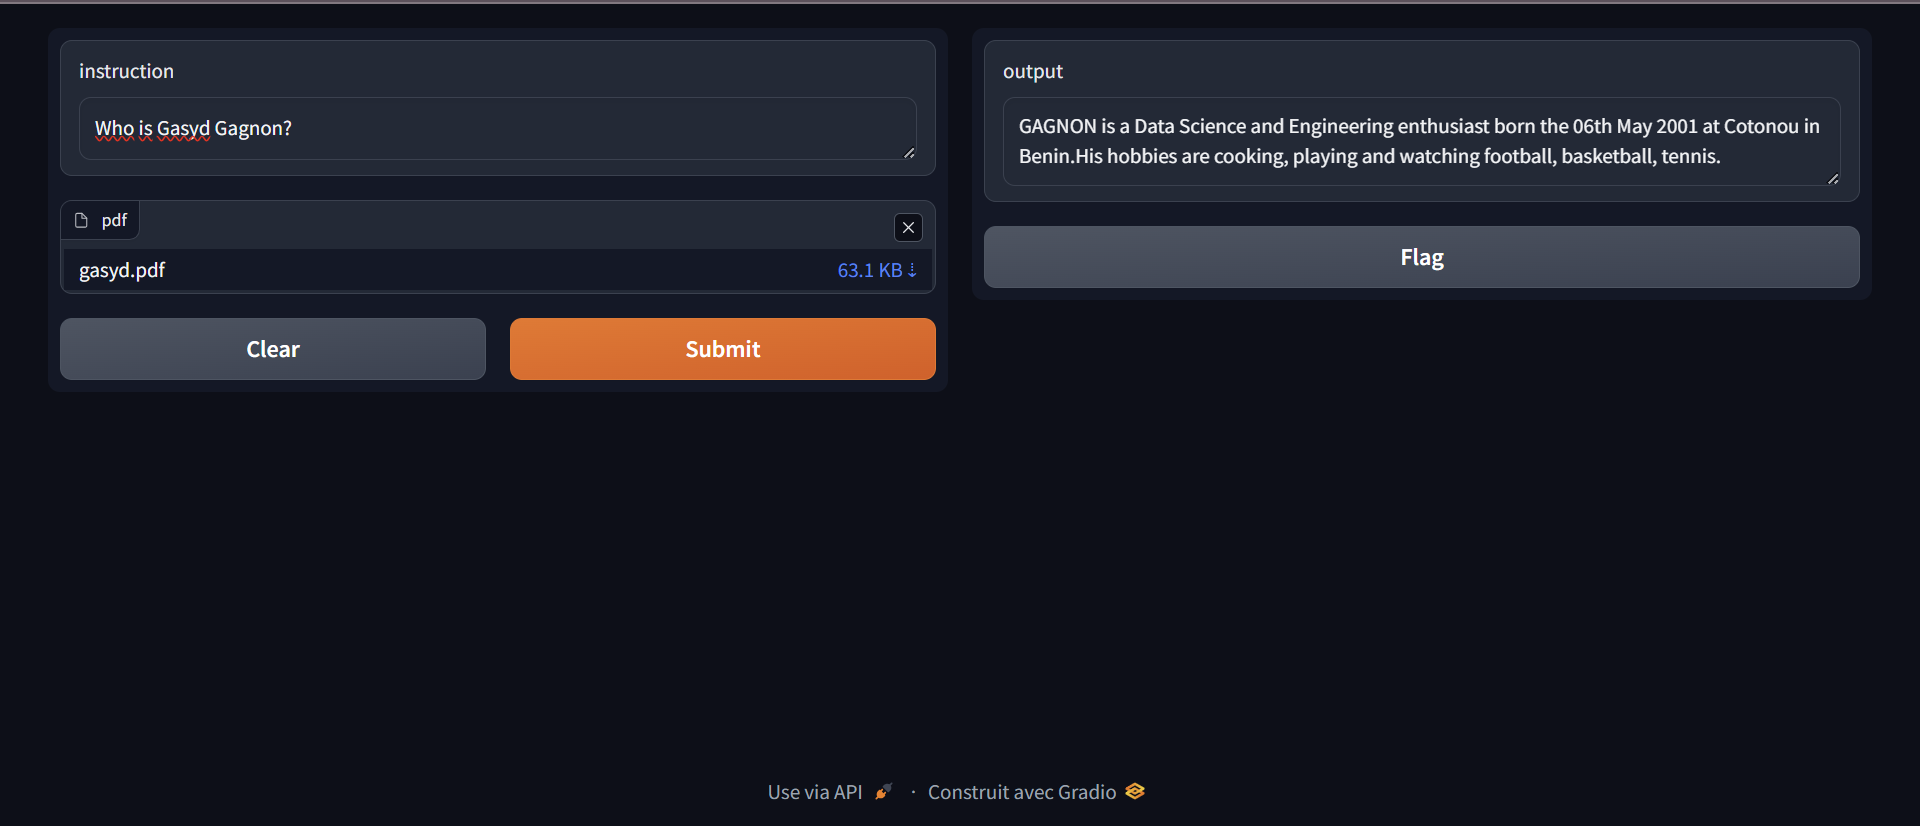 instruction
Who is Gasyd Gagnon?
pdf
gasyd.pdf
63.1 KB ⇣
Clear
Submit
output
GAGNON is a Data Science and Engineering enthusiast born the 06th May 2001 at Cotonou in
Benin.His hobbies are cooking, playing and watching football, basketball, tennis.
Flag
Use via API · Construit avec Gradio